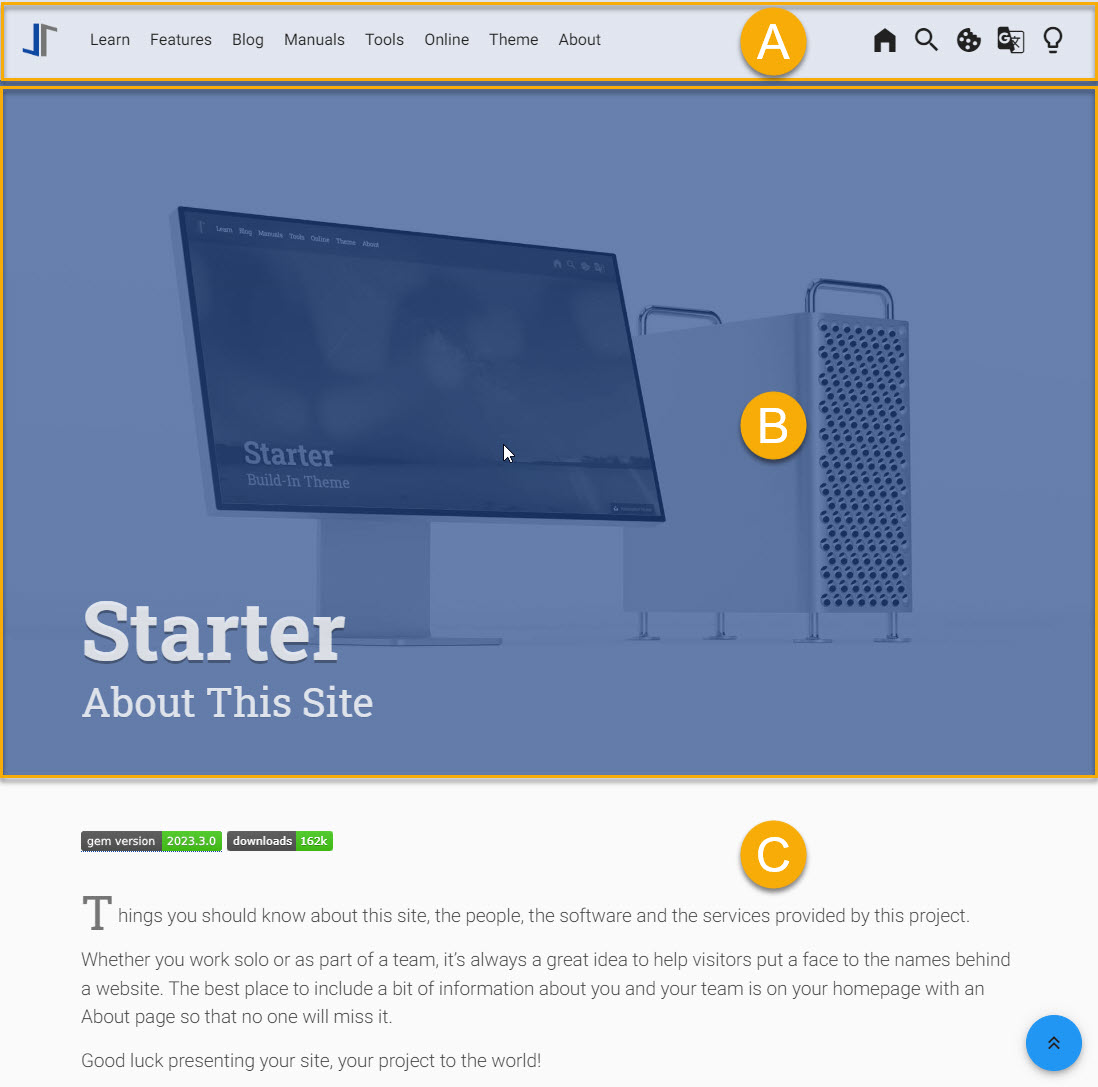 Learn Features Blog Manuals Tools Online Theme About
A
Learn Blog Manuals Tools Online Theme About
B
Starter
Build-In Theme
Starter
About This Site
gem version 2023.3.0 downloads 162k
C
Things you should know about this site, the people, the software and the services provided by this project.
Whether you work solo or as part of a team, it’s always a great idea to help visitors put a face to the names behind
a website. The best place to include a bit of information about you and your team is on your homepage with an
About page so that no one will miss it.
Good luck presenting your site, your project to the world!